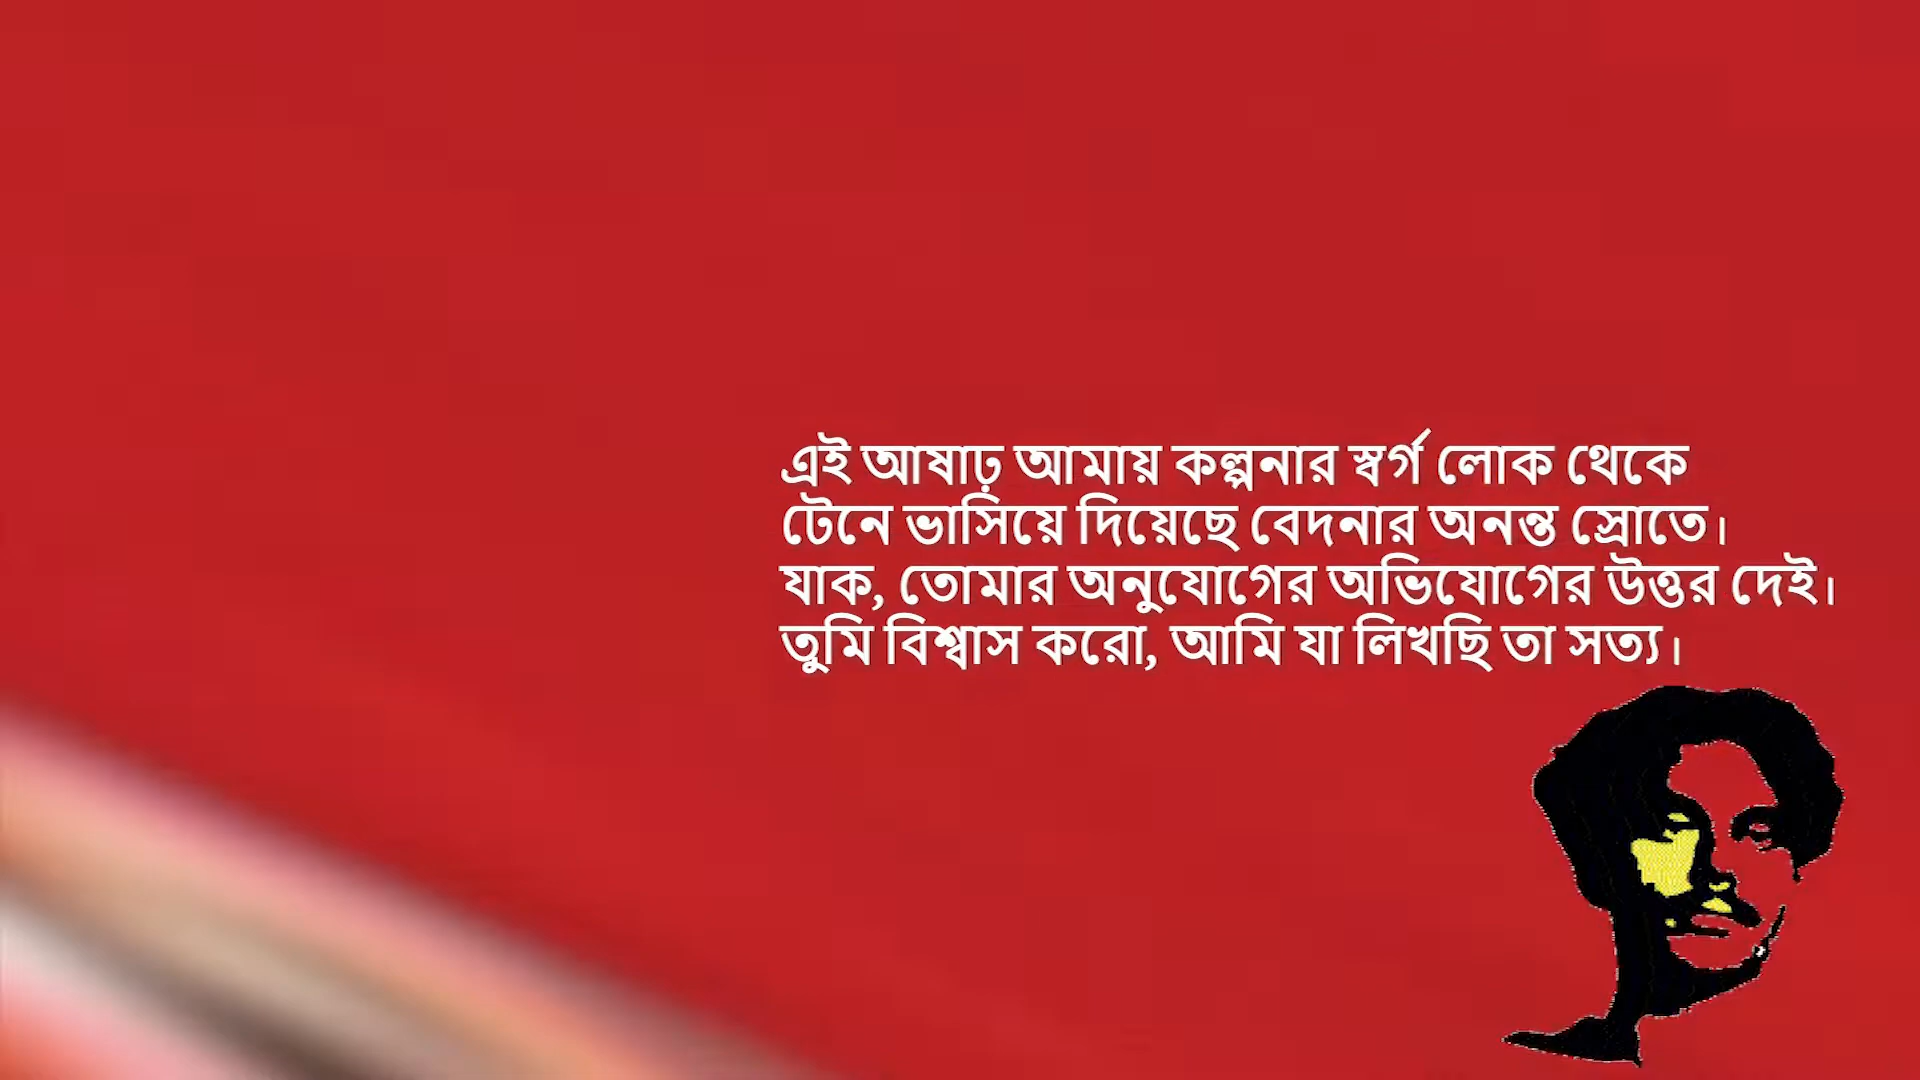 এই আষাঢ় আমায় কল্পনার স্বর্গ লোক থেকে
টেনে ভাসিয়ে দিয়েছে বেদনার অনন্ত স্রোতে।
যাক, তোমার অনুযোগের অভিযোগের উত্তর দেই।
তুমি বিশ্বাস করো, আমি যা লিখছি তা সত্য।